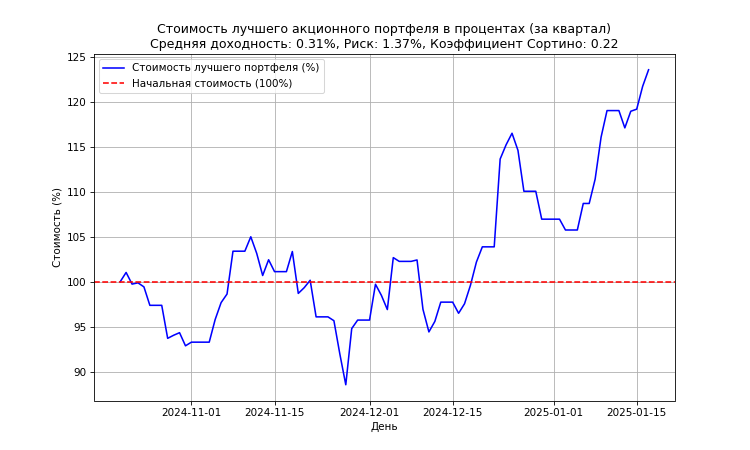 Стоимость лучшего акционного портфеля в процентах (за квартал)
Средняя доходность: 0.31%, Риск: 1.37%, Коэффициент Сортино: 0.22
Стоимость лучшего портфеля (%)
Начальная стоимость (100%)
Стоимость (%)
125
120
115
110
105
100
95
90
2024-11-01
2024-11-15
2024-12-01
2024-12-15
2025-01-01
2025-01-15
День